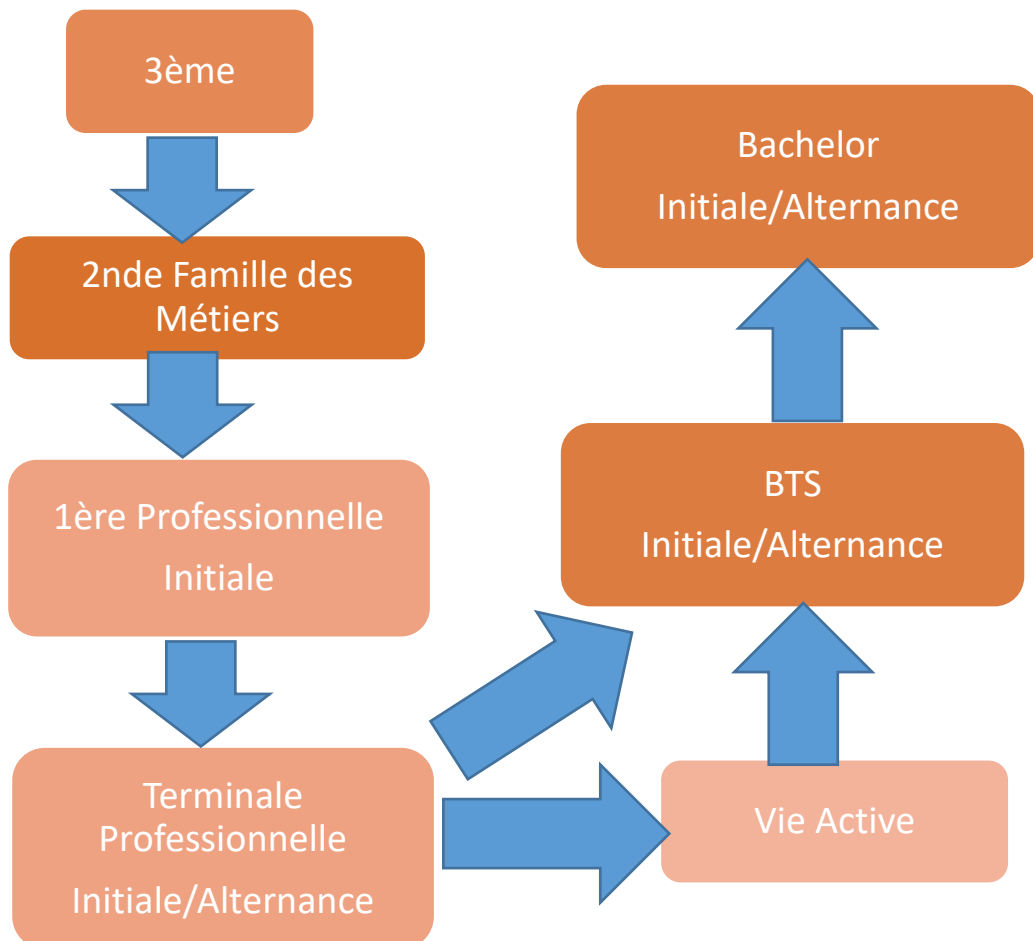 3ème
2nde Famille des
Métiers
1ère Professionnelle
Initiale
Terminale
Professionnelle
Initiale/Alternance
Bachelor
Initiale/Alternance
BTS
Initiale/Alternance
Vie Active